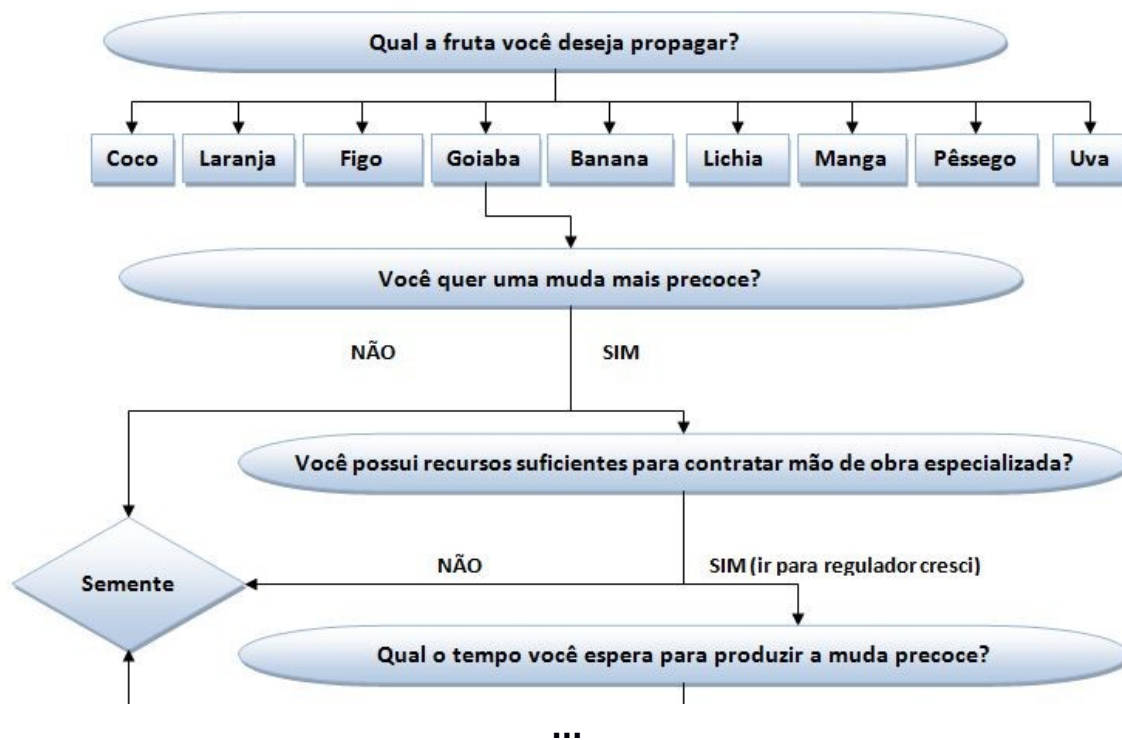 Qual a fruta você deseja propagar?
Coco
Laranja
Figo
Goiaba
Banana
Lichia
Manga
Pêssego
Uva
Você quer uma muda mais precoce?
NÃO
SIM
Você possui recursos suficientes para contratar mão de obra especializada?
Semente
NÃO
SIM (ir para regulador cresci)
Qual o tempo você espera para produzir a muda precoce?
...